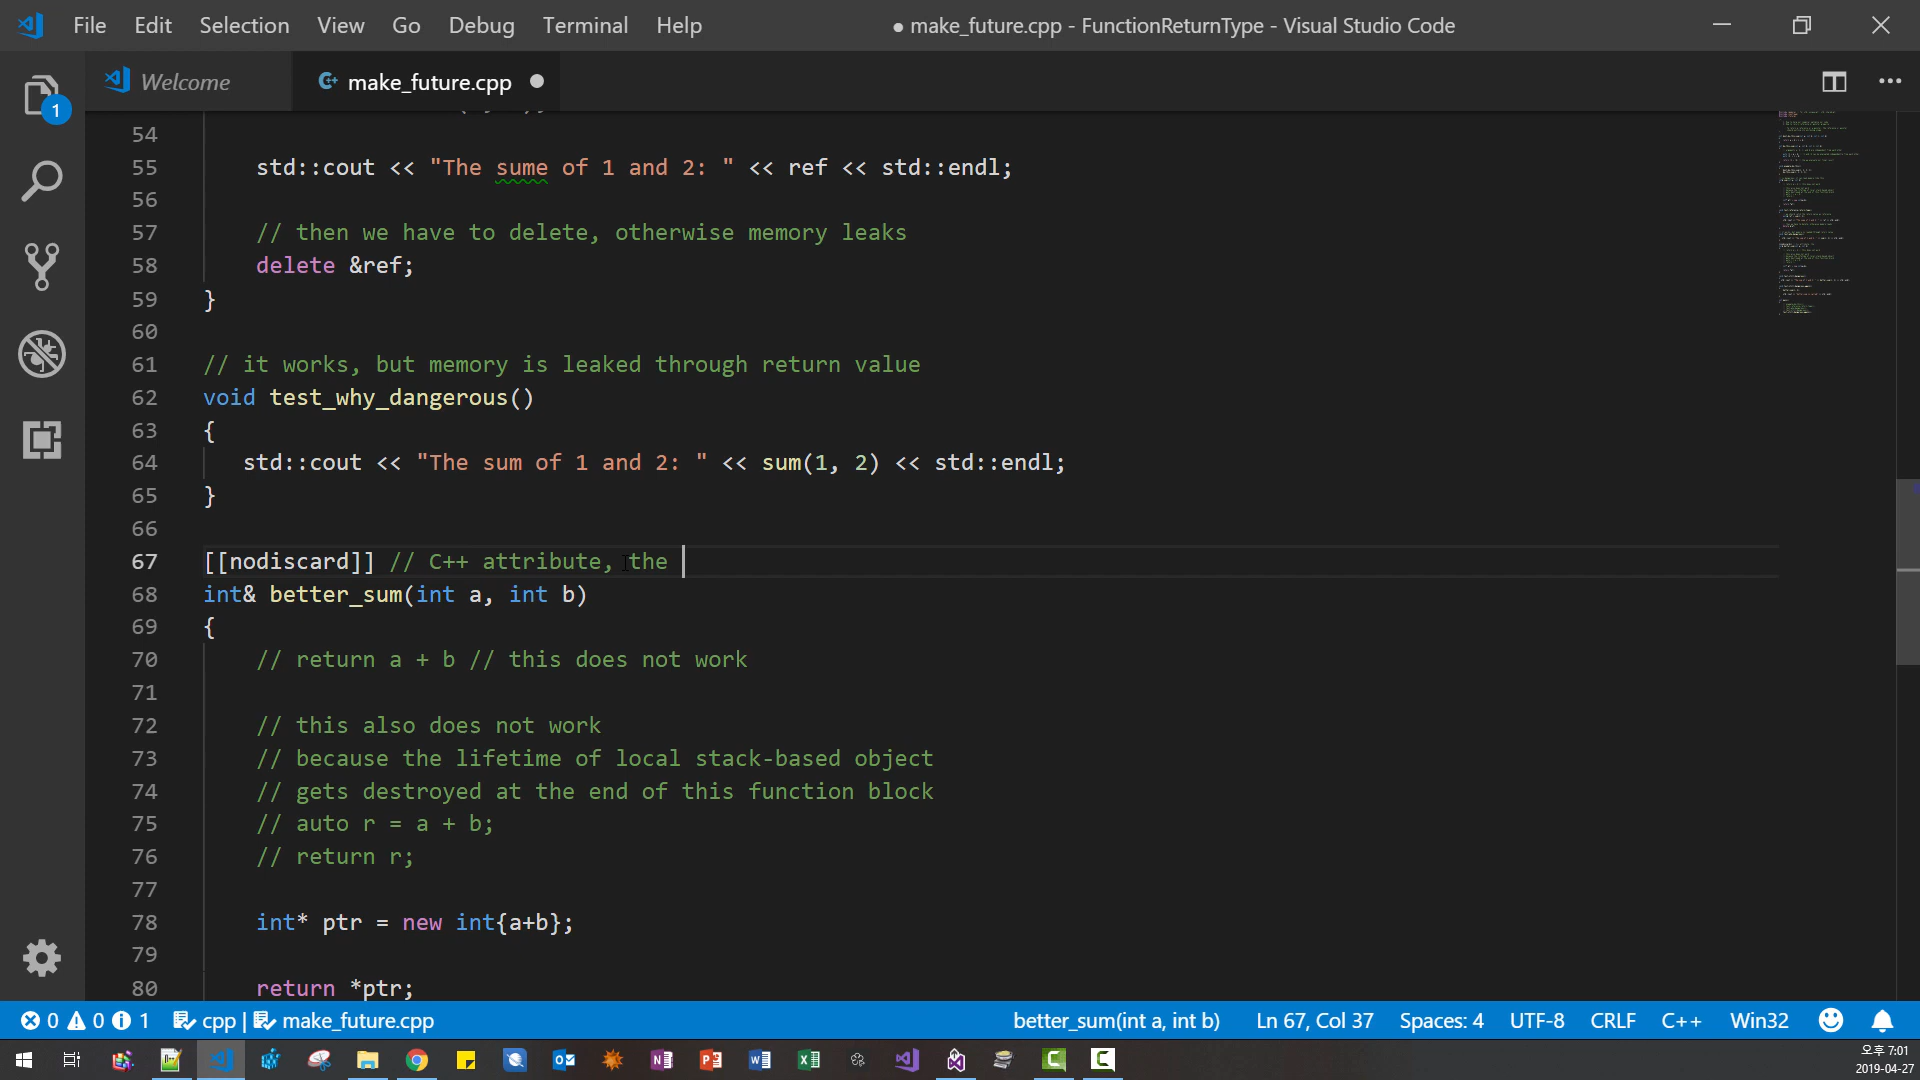 File Edit Selection View Go Debug Terminal Help ● make_future.cpp - FunctionReturnType - Visual Studio Code
Welcome make_future.cpp
1
54
55 std::cout << "The sume of 1 and 2: " << ref << std::endl;
56
57 // then we have to delete, otherwise memory leaks
58 delete &ref;
59 }
60
61 // it works, but memory is leaked through return value
62 void test_why_dangerous()
63 {
64 std::cout << "The sum of 1 and 2: " << sum(1, 2) << std::endl;
65 }
66
67 [[nodiscard]] // C++ attribute, the
68 int& better_sum(int a, int b)
69 {
70 // return a + b // this does not work
71
72 // this also does not work
73 // because the lifetime of local stack-based object
74 // gets destroyed at the end of this function block
75 // auto r = a + b;
76 // return r;
77
78 int* ptr = new int{a+b};
79
80 return *ptr;
0 0 1 cpp | make_future.cpp better_sum(int a, int b) Ln 67, Col 37 Spaces: 4 UTF-8 CRLF C++ Win32
오후 7:01
2019-04-27